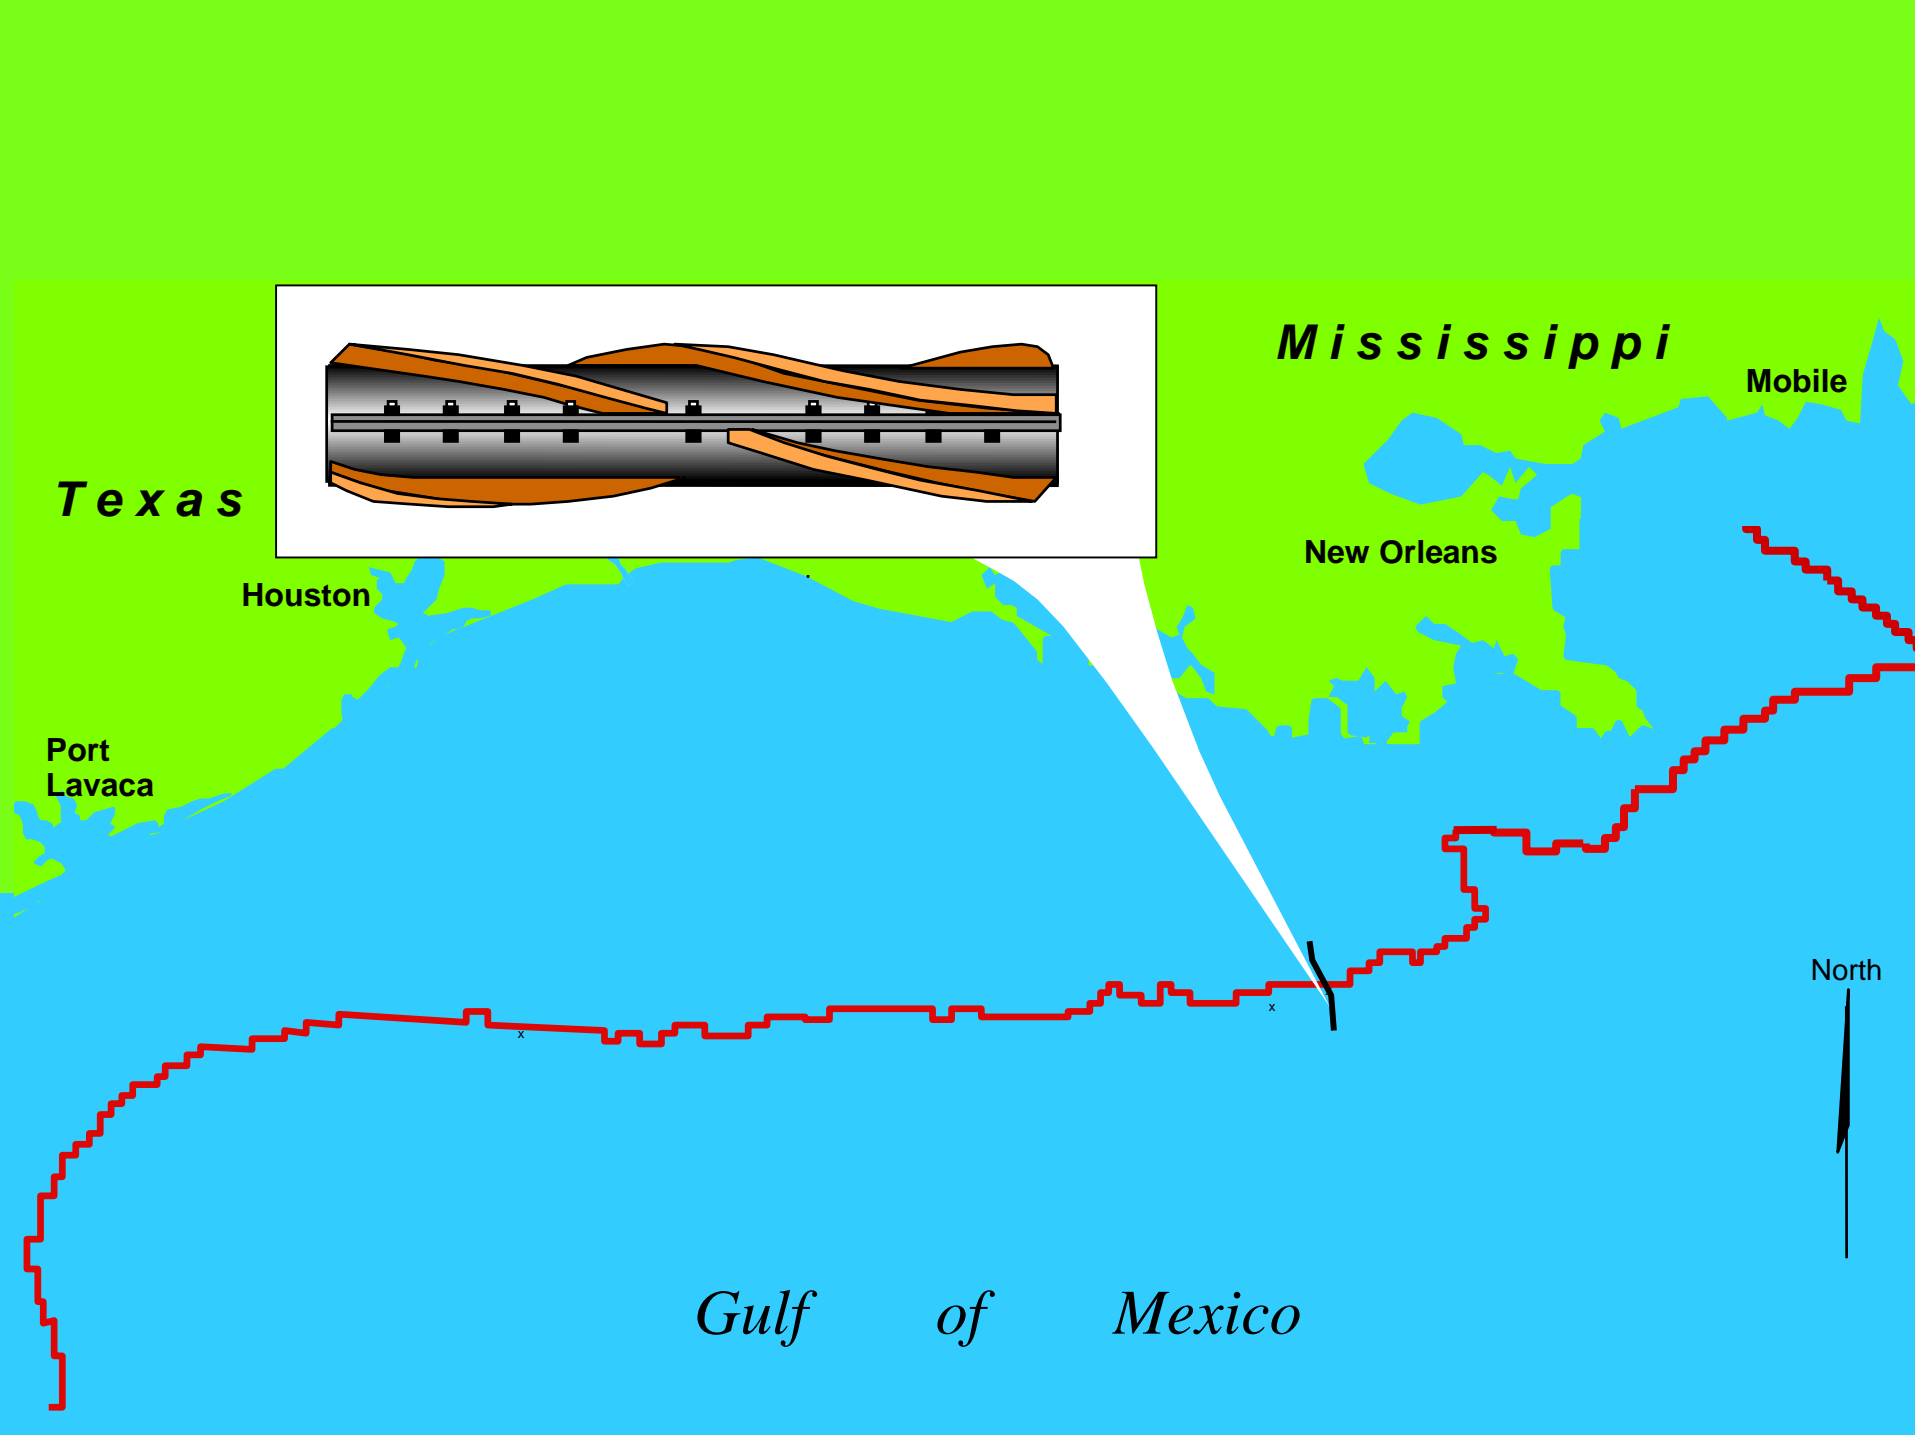 Mississippi
Mobile
Texas
New Orleans
Houston
Port
Lavaca
North
x
x
Gulf of Mexico